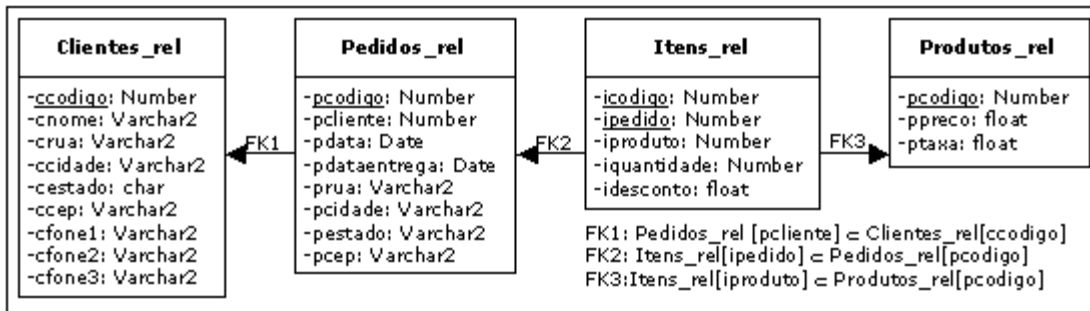 Clientes_rel
-ccodigo: Number
-cnome: Varchar2
-crua: Varchar2
-ccidade: Varchar2
-cestado: char
-ccep: Varchar2
-cfone1: Varchar2
-cfone2: Varchar2
-cfone3: Varchar2
FK1
Pedidos_rel
-pcodigo: Number
-pcliente: Number
-pdata: Date
-pdataentrega: Date
-prua: Varchar2
-pcidade: Varchar2
-pestado: Varchar2
-pcep: Varchar2
FK2
Itens_rel
-icodigo: Number
-ipedido: Number
-iproduto: Number
-iquantidade: Number
-idesconto: float
FK3
Produtos_rel
-pcodigo: Number
-ppreco: float
-ptaxa: float
FK1: Pedidos_rel [pcliente] ⊂ Clientes_rel[ccodigo]
FK2: Itens_rel[ipedido] ⊂ Pedidos_rel[pcodigo]
FK3:Itens_rel[iproduto] ⊂ Produtos_rel[pcodigo]